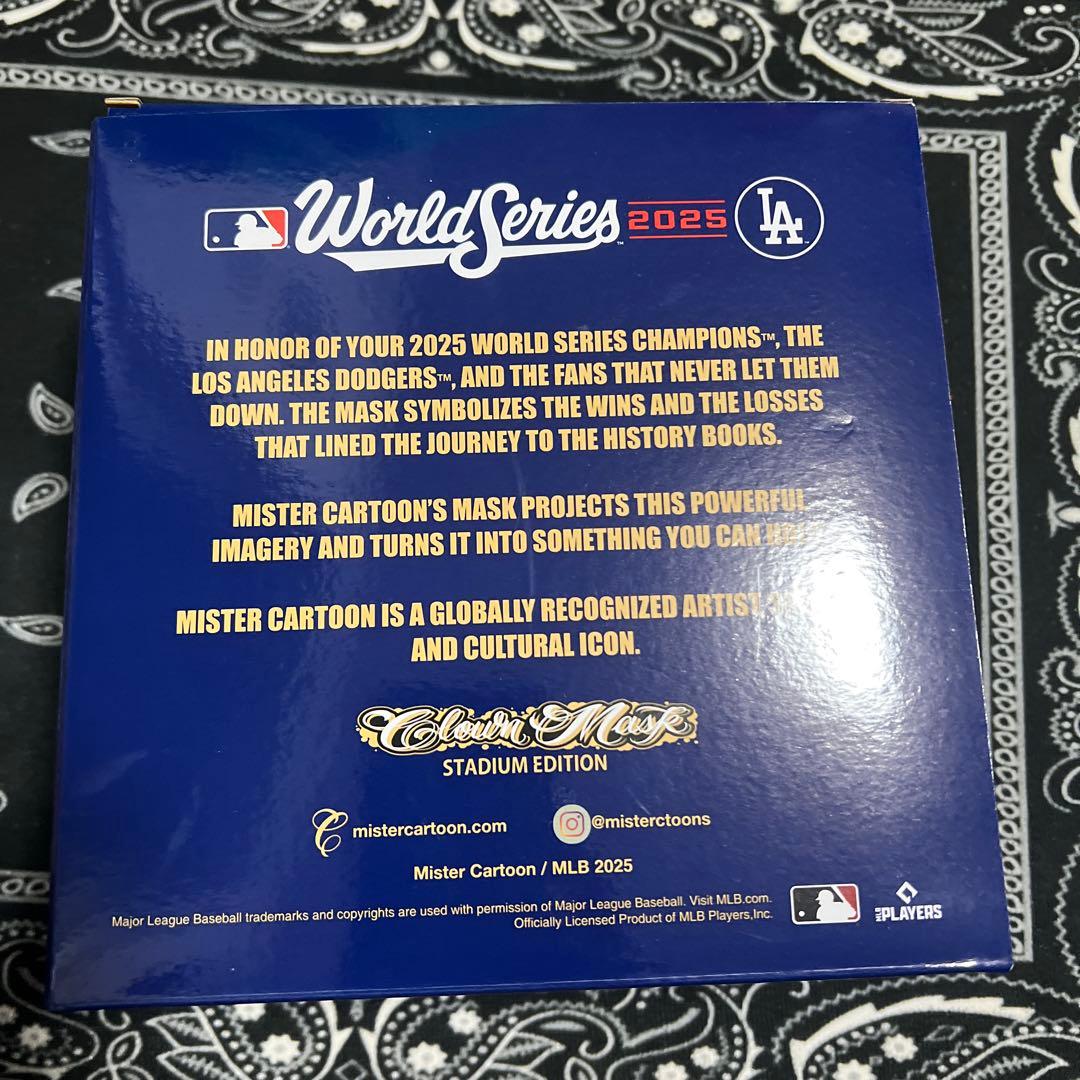 World Series™ 2025 LA
IN HONOR OF YOUR 2025 WORLD SERIES CHAMPIONS™, THE
LOS ANGELES DODGERS™, AND THE FANS THAT NEVER LET THEM
DOWN. THE MASK SYMBOLIZES THE WINS AND THE LOSSES
THAT LINED THE JOURNEY TO THE HISTORY BOOKS.
MISTER CARTOON'S MASK PROJECTS THIS POWERFUL
IMAGERY AND TURNS IT INTO SOMETHING YOU CAN
MISTER CARTOON IS A GLOBALLY RECOGNIZED ARTIST
AND CULTURAL ICON.
Clown Mask
STADIUM EDITION
mistercartoon.com @misterctoons
Mister Cartoon / MLB 2025
Major League Baseball trademarks and copyrights are used with permission of Major League Baseball. Visit MLB.com.
Officially Licensed Product of MLB Players,Inc.
MLB PLAYERS